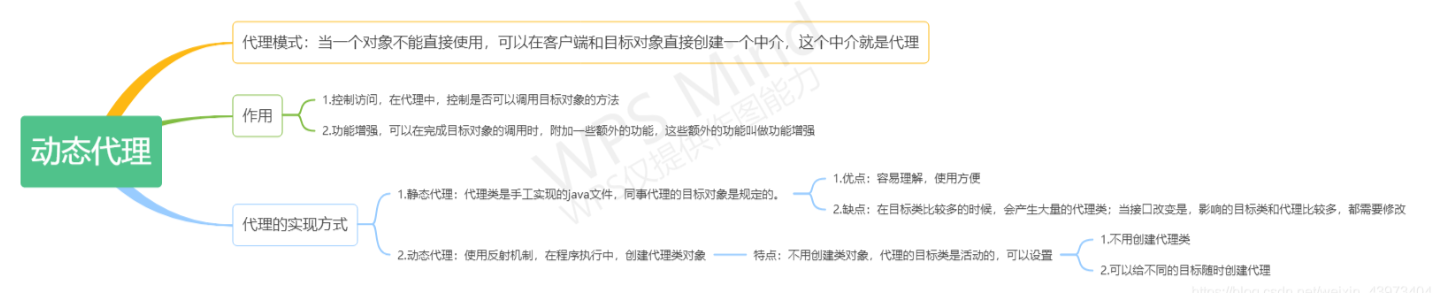 代理模式：当一个对象不能直接使用，可以在客户端和目标对象直接创建一个中介，这个中介就是代理
作用
1.控制访问，在代理中，控制是否可以调用目标对象的方法
2.功能增强，可以在完成目标对象的调用时，附加一些额外的功能，这些额外的功能叫做功能增强
动态代理
代理的实现方式
1.静态代理：代理类是手工实现的java文件，同事代理的目标对象是规定的。
1.优点：容易理解，使用方便
2.缺点：在目标类比较多的时候，会产生大量的代理类；当接口改变是，影响的目标类和代理比较多，都需要修改
2.动态代理：使用反射机制，在程序执行中，创建代理类对象
特点：不用创建类对象，代理的目标类是活动的，可以设置
1.不用创建代理类
2.可以给不同的目标随时创建代理
WPS Mind
WPS仅提供作图能力
https://blog.csdn.net/weixin_43973404